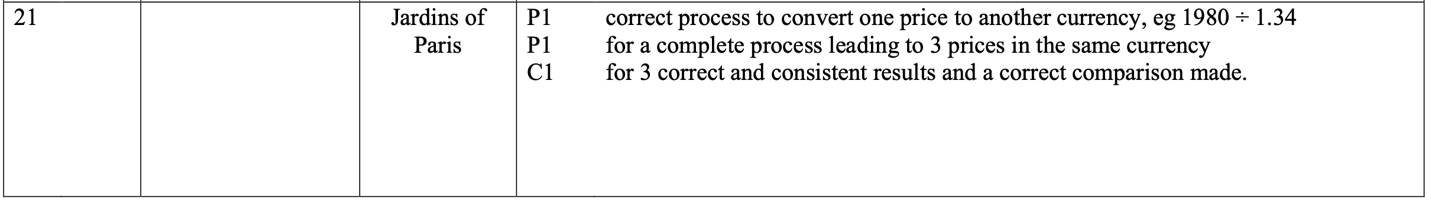 21 Jardins of P1 correct process to convert one price to another currency, eg 1980 ÷ 1.34
Paris P1 for a complete process leading to 3 prices in the same currency
C1 for 3 correct and consistent results and a correct comparison made.